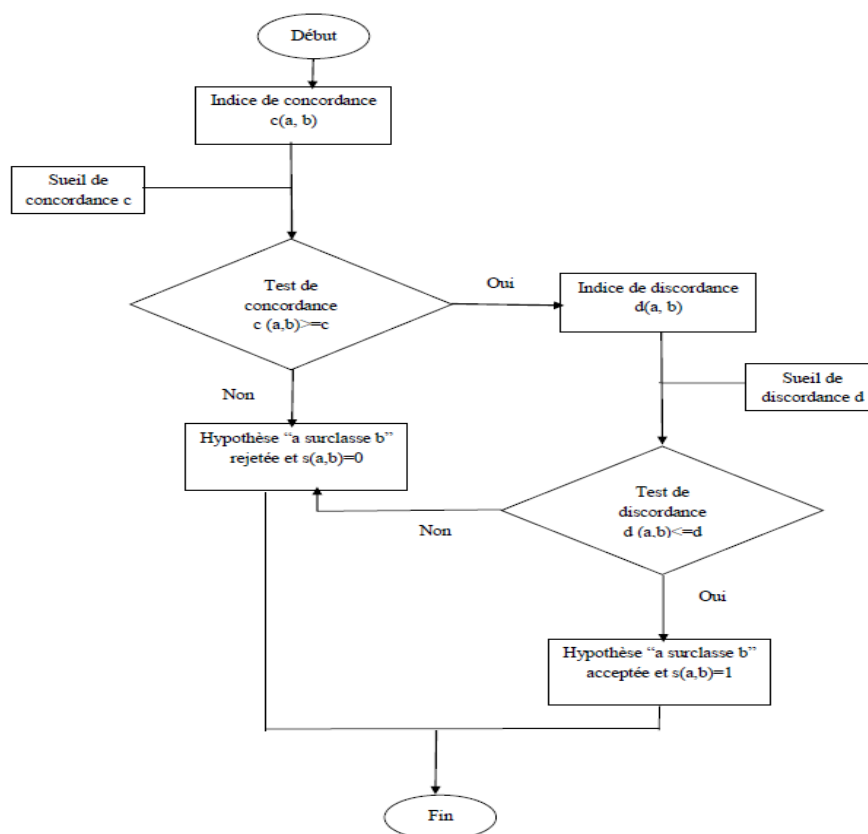 Début
Indice de concordance
c(a, b)
Sueil de
concordance c
Test de
concordance
c (a,b)>=c
Oui
Indice de discordance
d(a, b)
Non
Sueil de
discordance d
Hypothèse “a surclasse b”
rejetée et s(a,b)=0
Test de
discordance
d (a,b)<=d
Non
Oui
Hypothèse “a surclasse b”
acceptée et s(a,b)=1
Fin